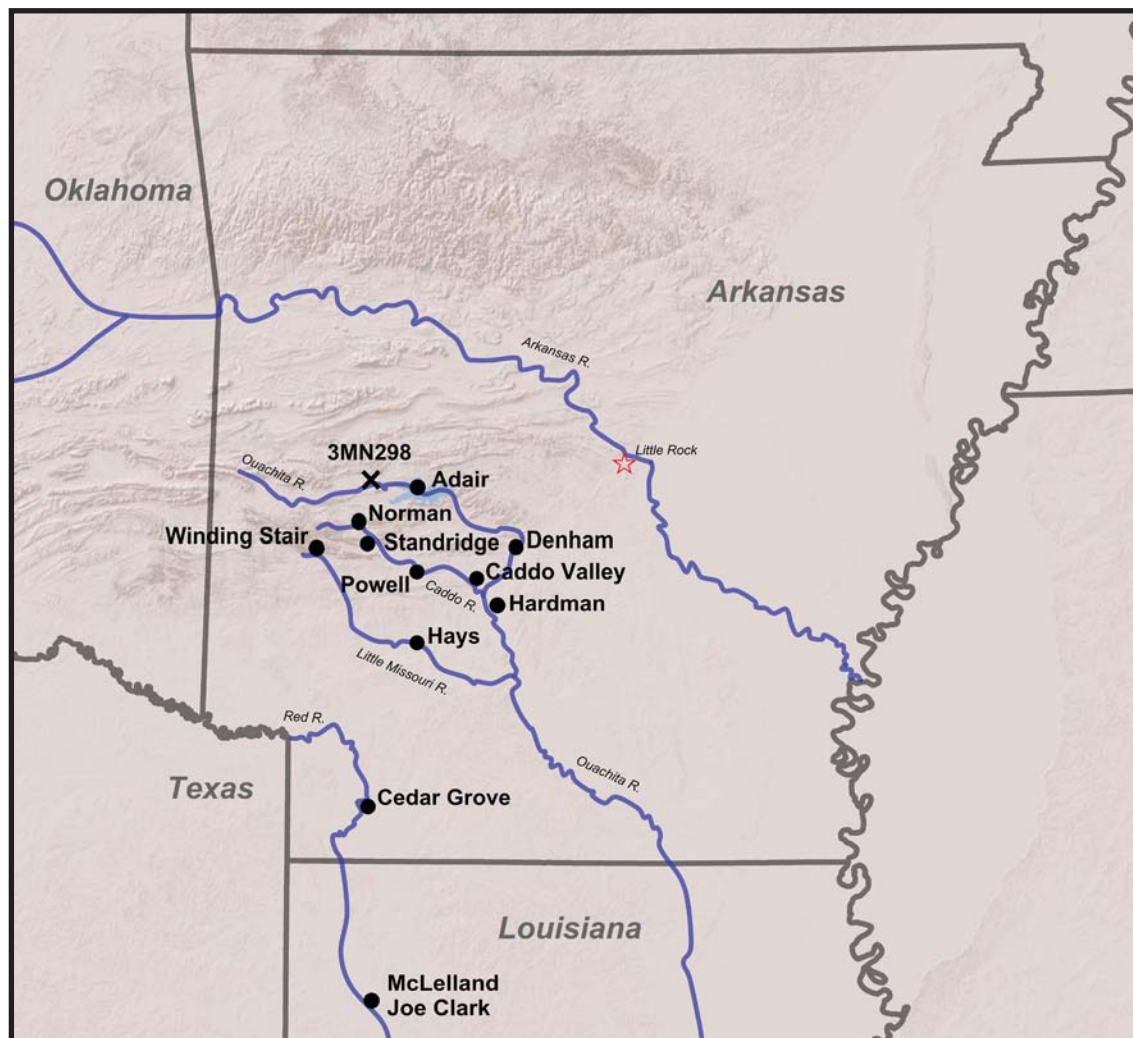 Oklahoma
Arkansas
Arkansas R.
Little Rock
3MN298
Ouachita R.
Adair
Norman
Winding Stair
Standridge
Denham
Powell
Caddo R.
Caddo Valley
Hardman
Hays
Little Missouri R.
Red R.
Texas
Ouachita R.
Cedar Grove
Louisiana
McLelland
Joe Clark